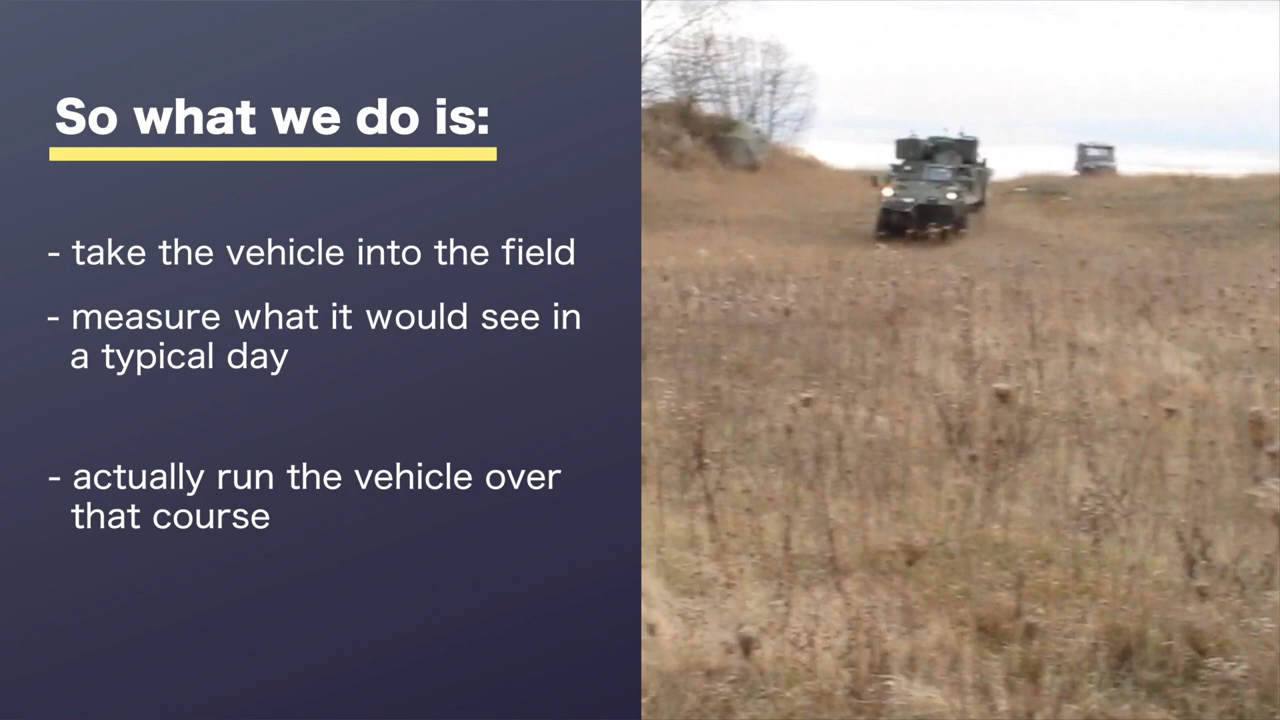 So what we do is:
- take the vehicle into the field
- measure what it would see in
a typical day
- actually run the vehicle over
that course